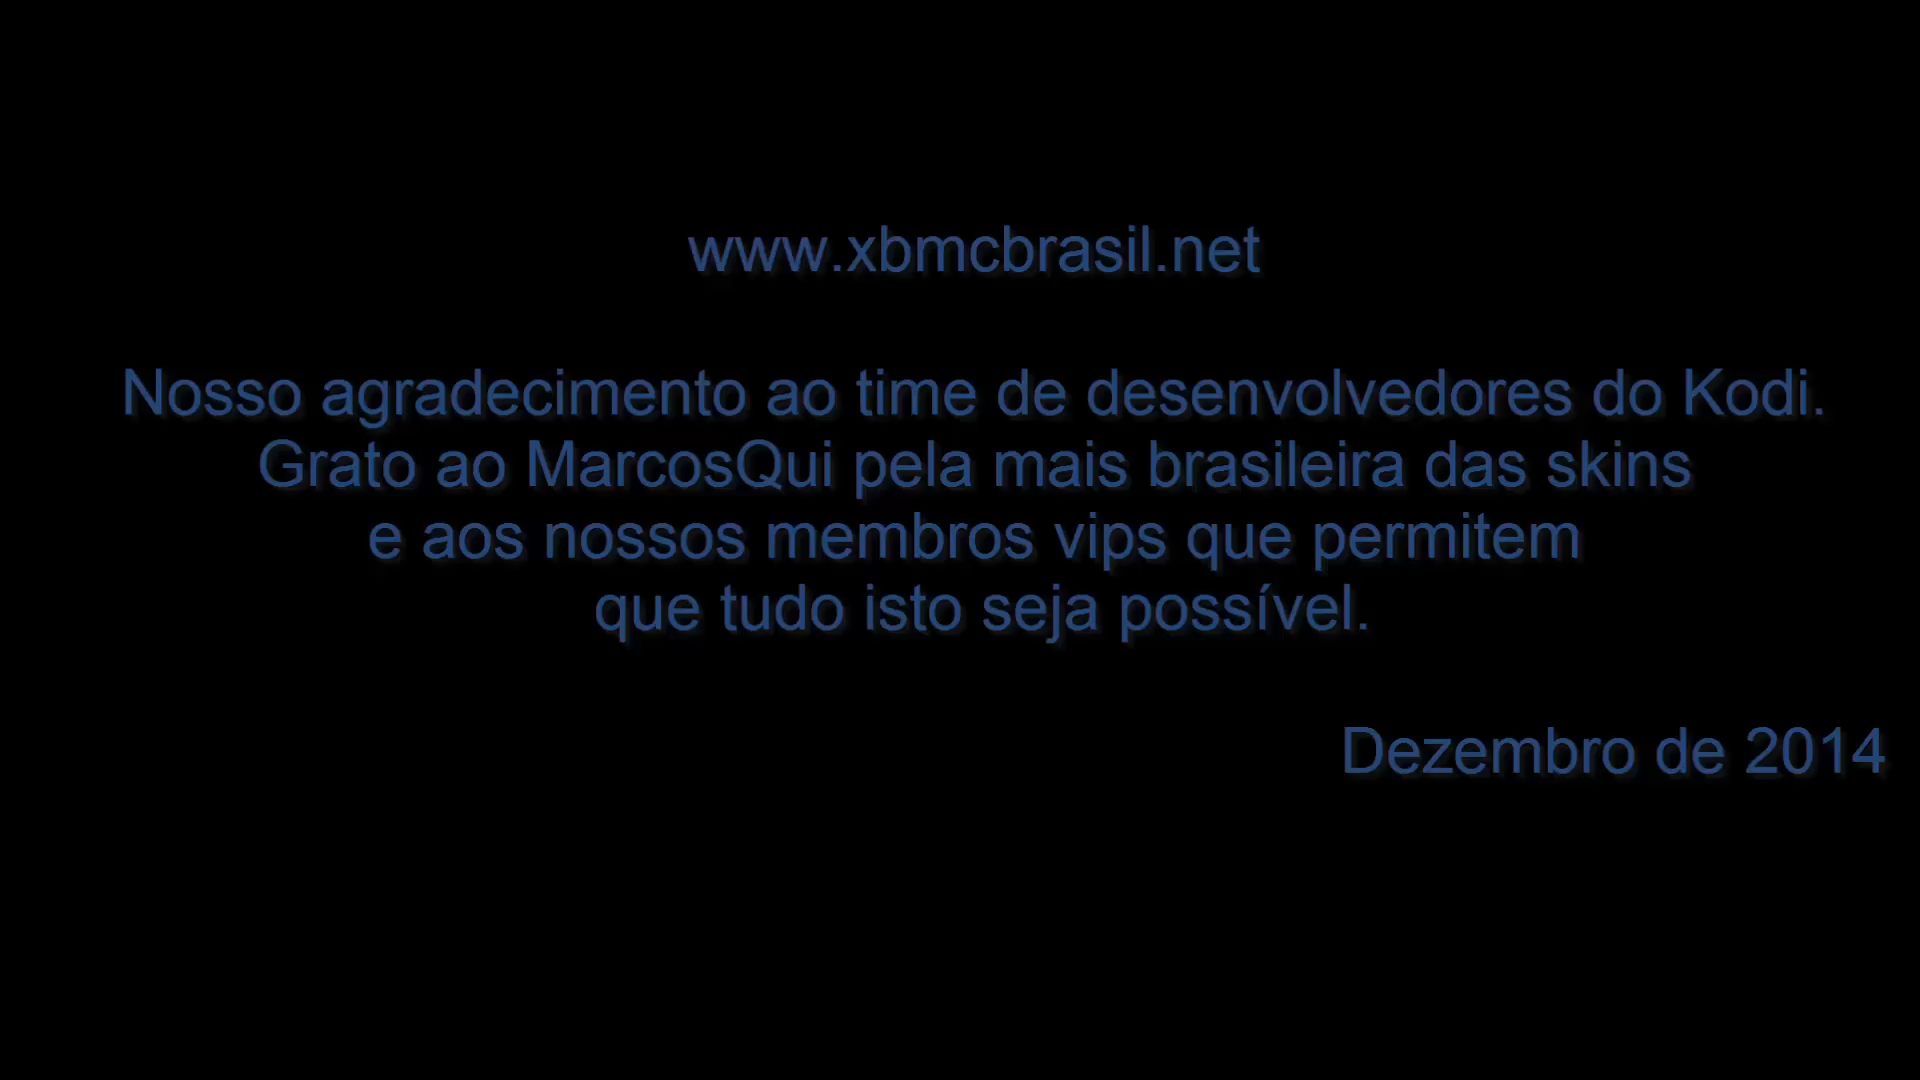 www.xbmcbrasil.net
Nosso agradecimento ao time de desenvolvedores do Kodi.
Grato ao MarcosQui pela mais brasileira das skins
e aos nossos membros vips que permitem
que tudo isto seja possível.
Dezembro de 2014